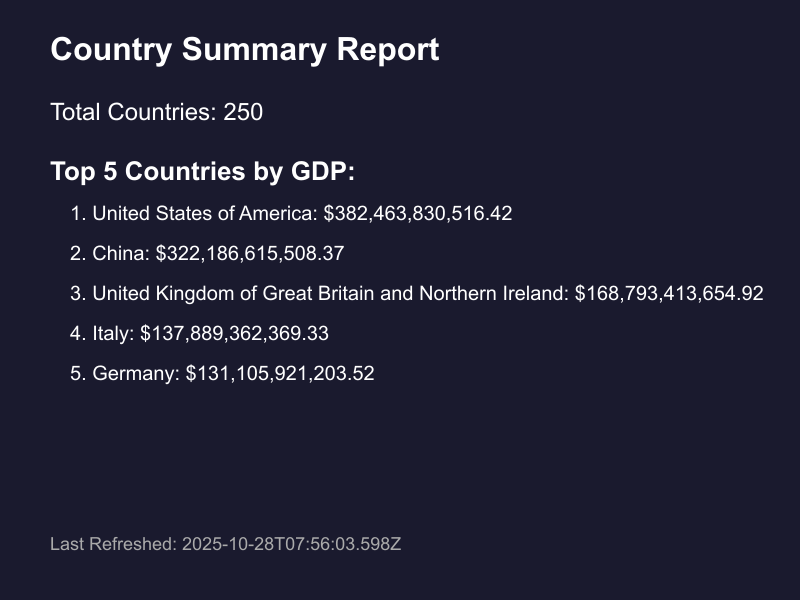 Country Summary Report
Total Countries: 250
Top 5 Countries by GDP:
1. United States of America: $382,463,830,516.42
2. China: $322,186,615,508.37
3. United Kingdom of Great Britain and Northern Ireland: $168,793,413,654.92
4. Italy: $137,889,362,369.33
5. Germany: $131,105,921,203.52
Last Refreshed: 2025-10-28T07:56:03.598Z